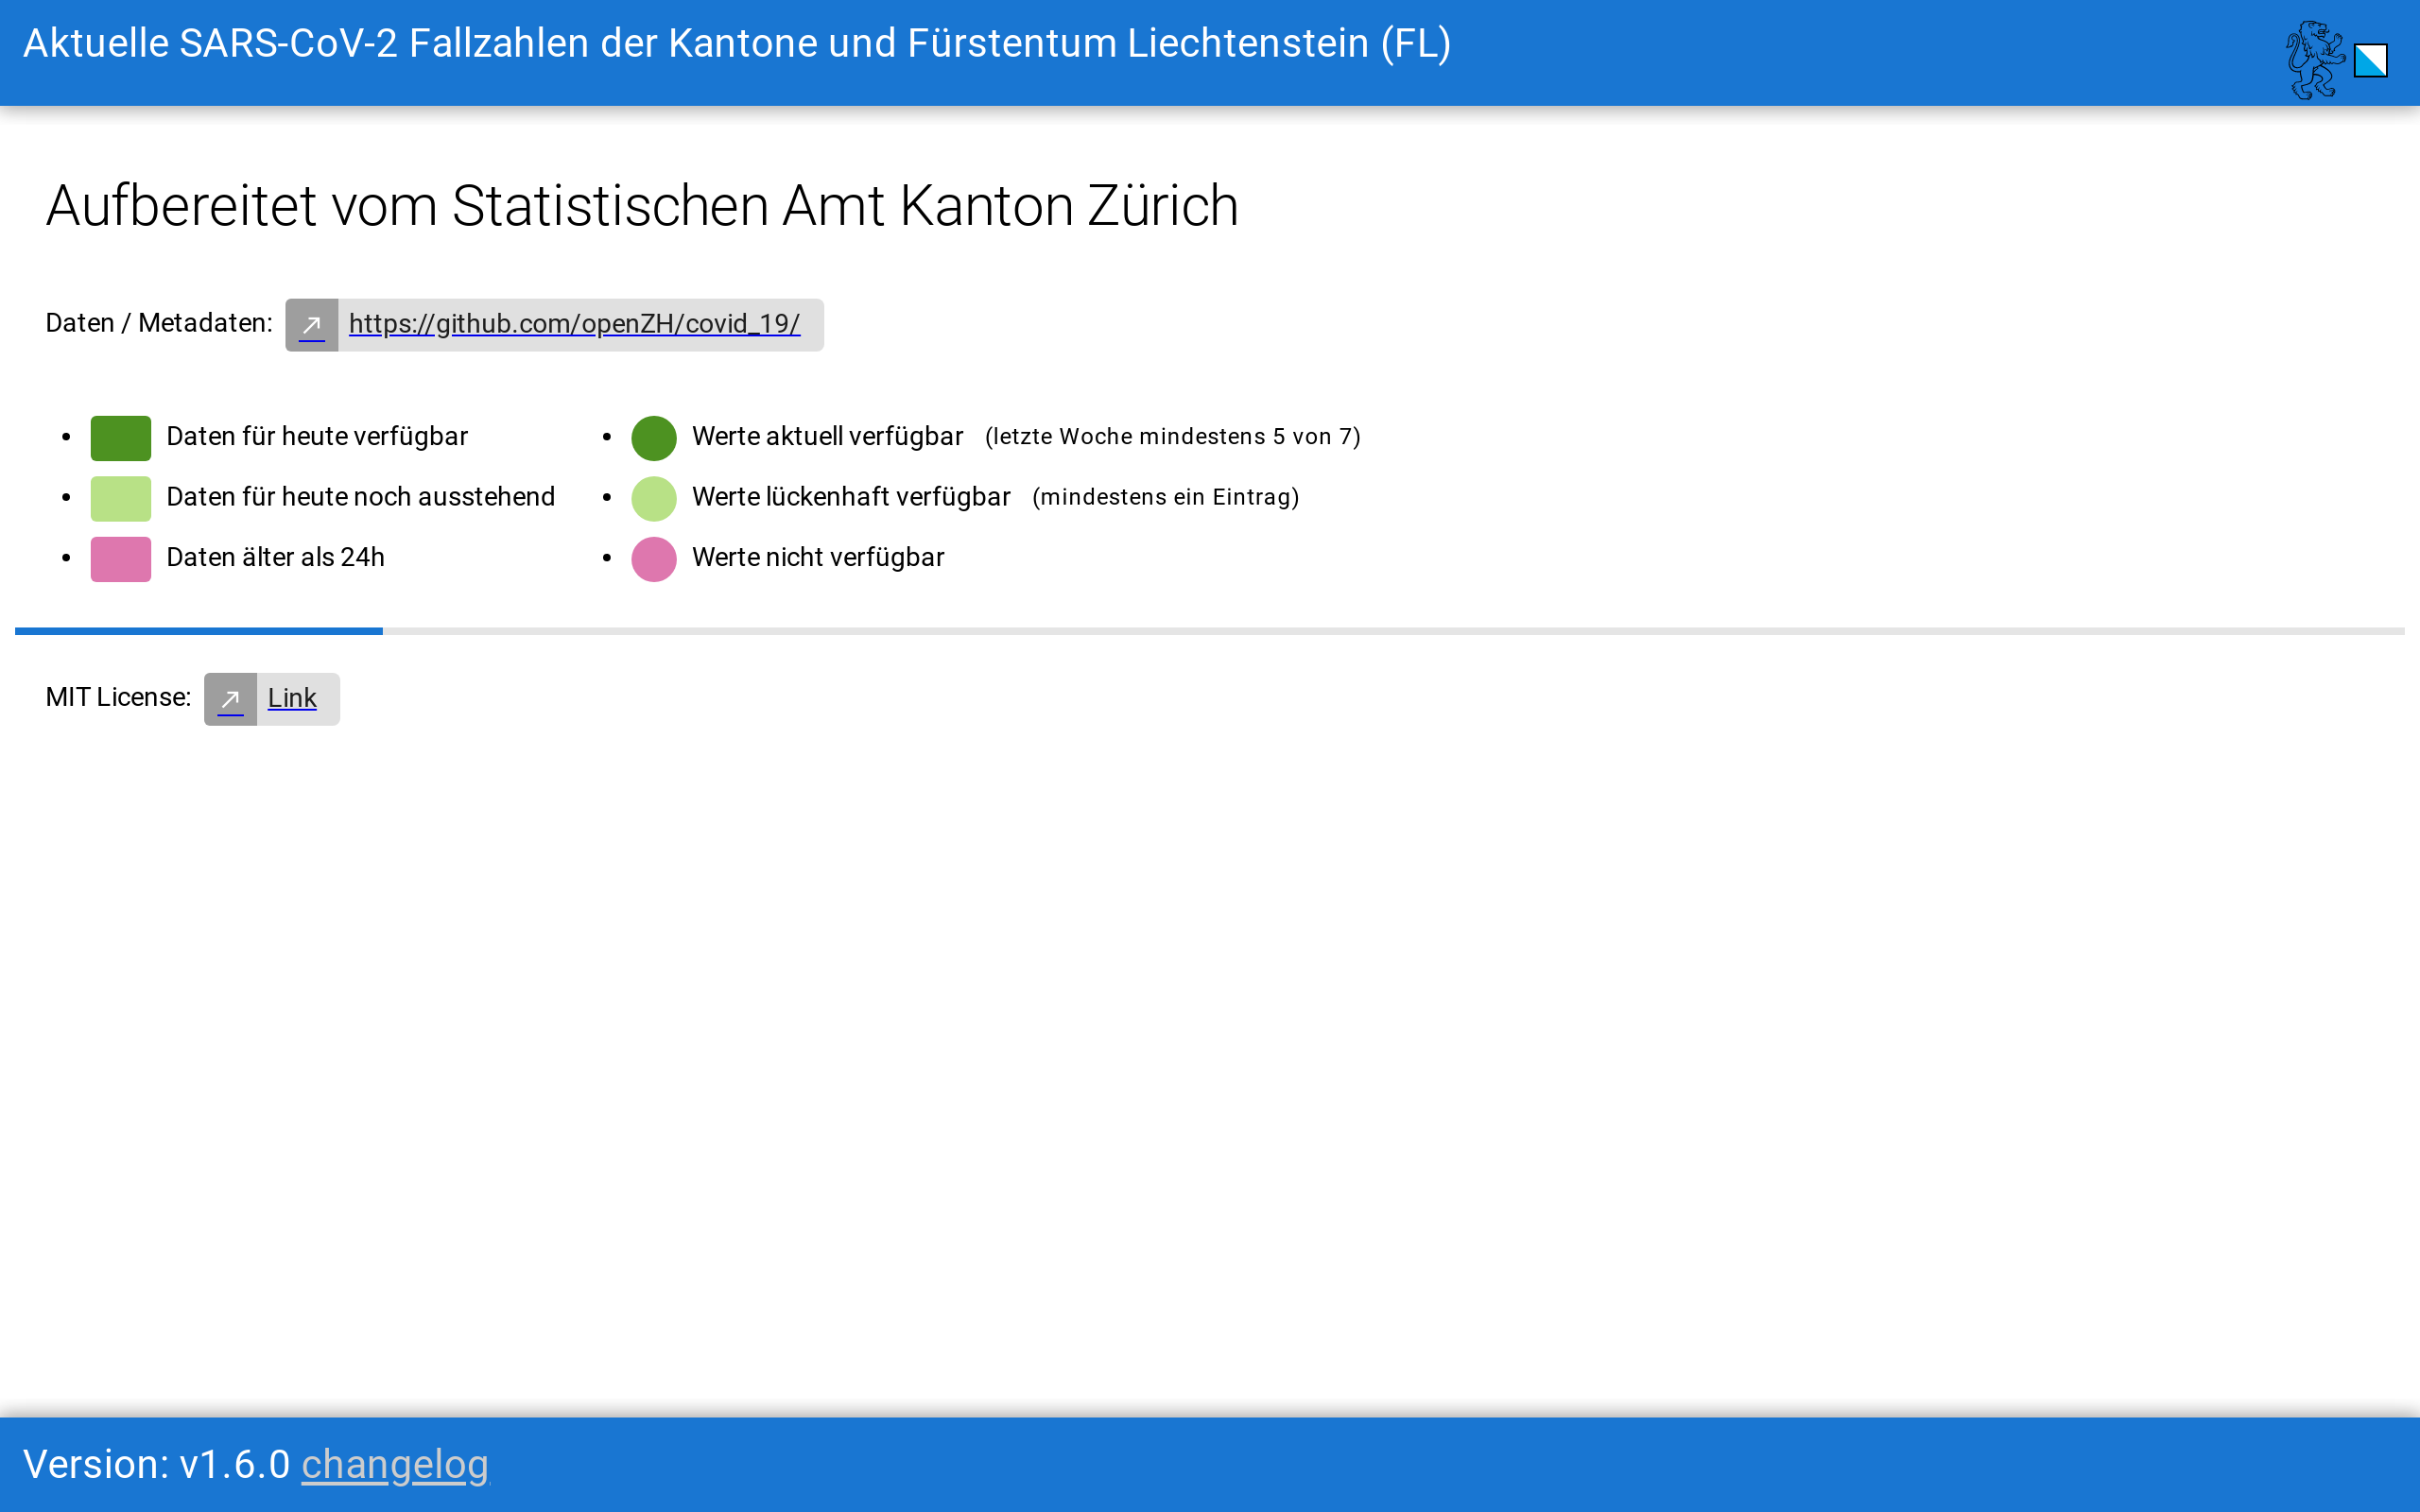 Aktuelle SARS-CoV-2 Fallzahlen der Kantone und Fürstentum Liechtenstein (FL)
Aufbereitet vom Statistischen Amt Kanton Zürich
Daten / Metadaten: https://github.com/openZH/covid_19/
Daten für heute verfügbar
Daten für heute noch ausstehend
Daten älter als 24h
Werte aktuell verfügbar (letzte Woche mindestens 5 von 7)
Werte lückenhaft verfügbar (mindestens ein Eintrag)
Werte nicht verfügbar
MIT License: Link
Version: v1.6.0 changelog